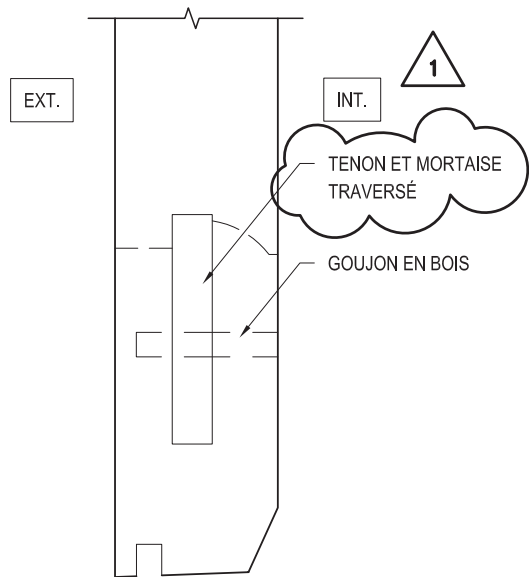 EXT.
INT.
1
TENON ET MORTAISE
TRAVERSÉ
GOUJON EN BOIS